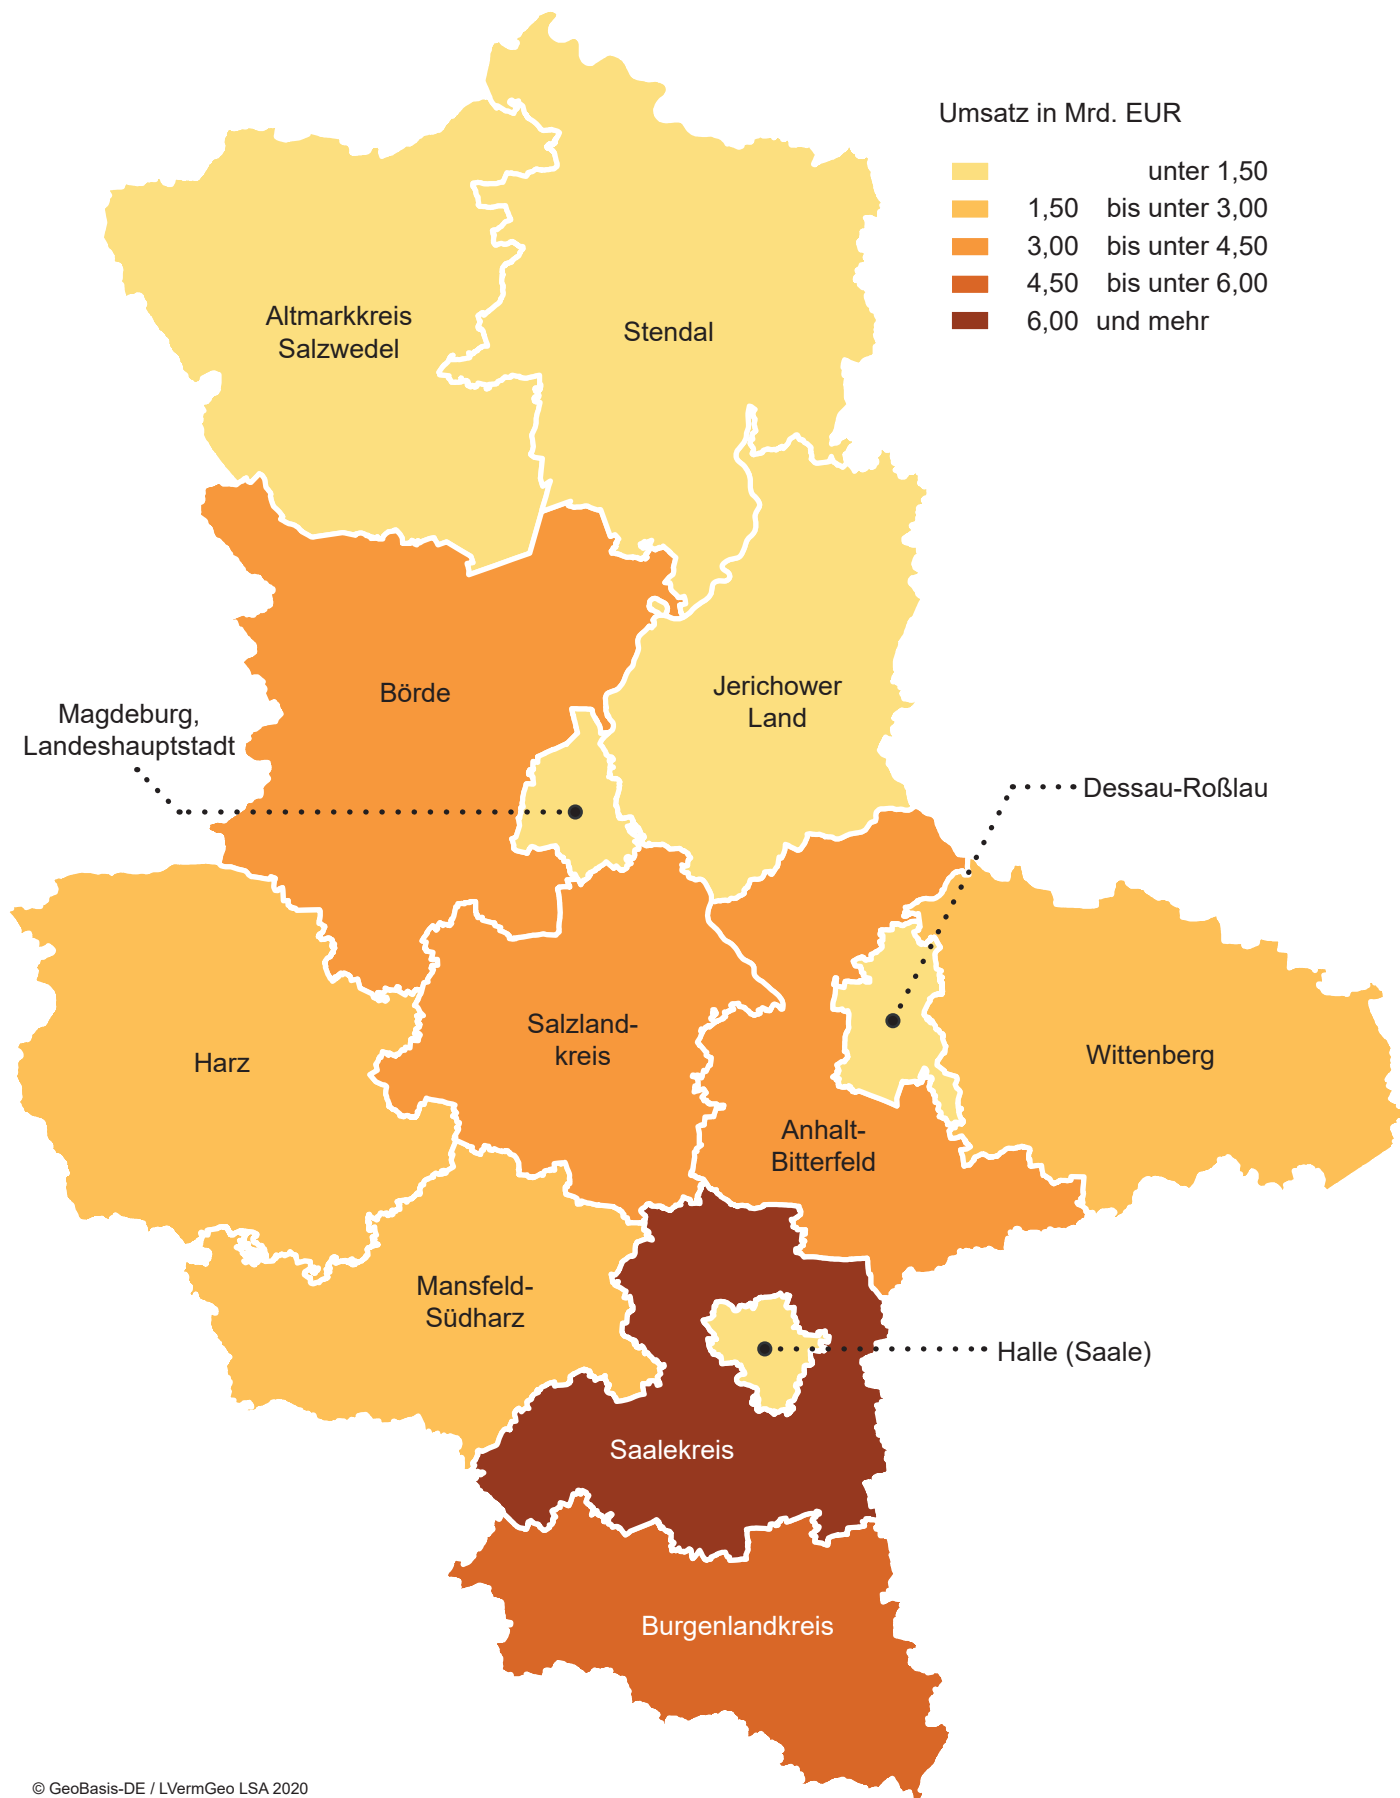 Umsatz in Mrd. EUR
unter 1,50
1,50 bis unter 3,00
3,00 bis unter 4,50
4,50 bis unter 6,00
6,00 und mehr
Altmarkkreis
Salzwedel
Stendal
Börde
Jerichower
Land
Magdeburg,
Landeshauptstadt
Dessau-Roßlau
Harz
Salzland-
kreis
Wittenberg
Anhalt-
Bitterfeld
Mansfeld-
Südharz
Halle (Saale)
Saalekreis
Burgenlandkreis
© GeoBasis-DE / LVermGeo LSA 2020